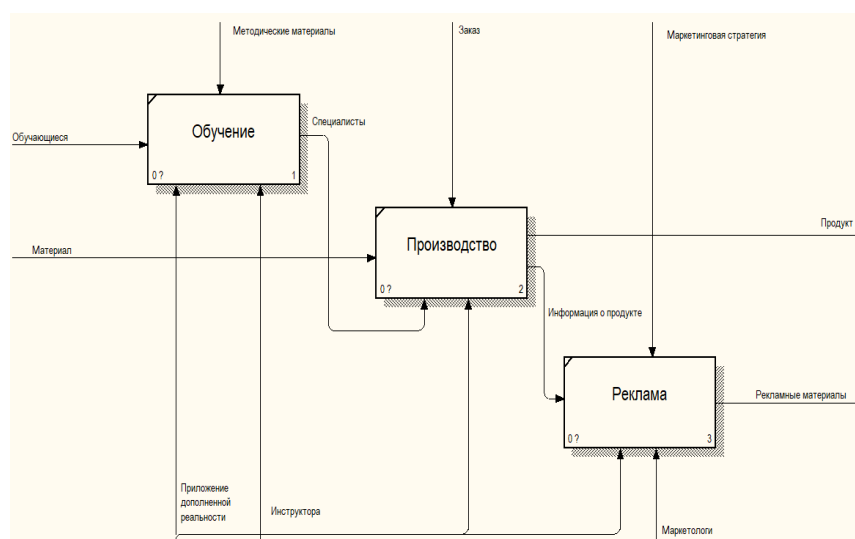 Методические материалы
Заказ
Маркетинговая стратегия
Обучающиеся
Обучение
0 ?
1
Специалисты
Материал
Производство
0 ?
2
Продукт
Информация о продукте
Реклама
0 ?
3
Рекламные материалы
Приложение
дополненной
реальности
Инструктора
Маркетологи